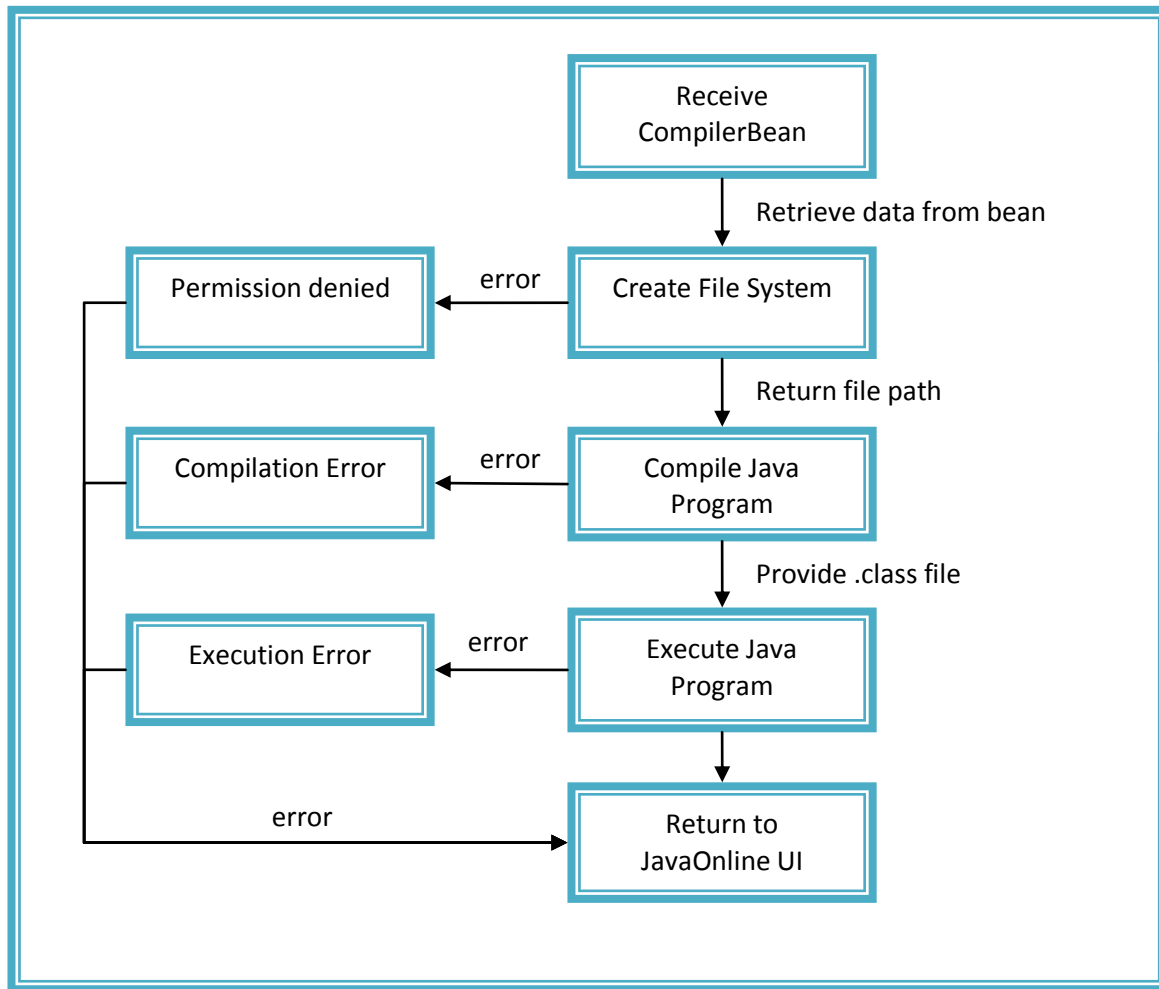 Receive
CompilerBean
Retrieve data from bean
Permission denied
error
Create File System
Return file path
Compilation Error
error
Compile Java
Program
Provide .class file
Execution Error
error
Execute Java
Program
error
Return to
JavaOnline UI